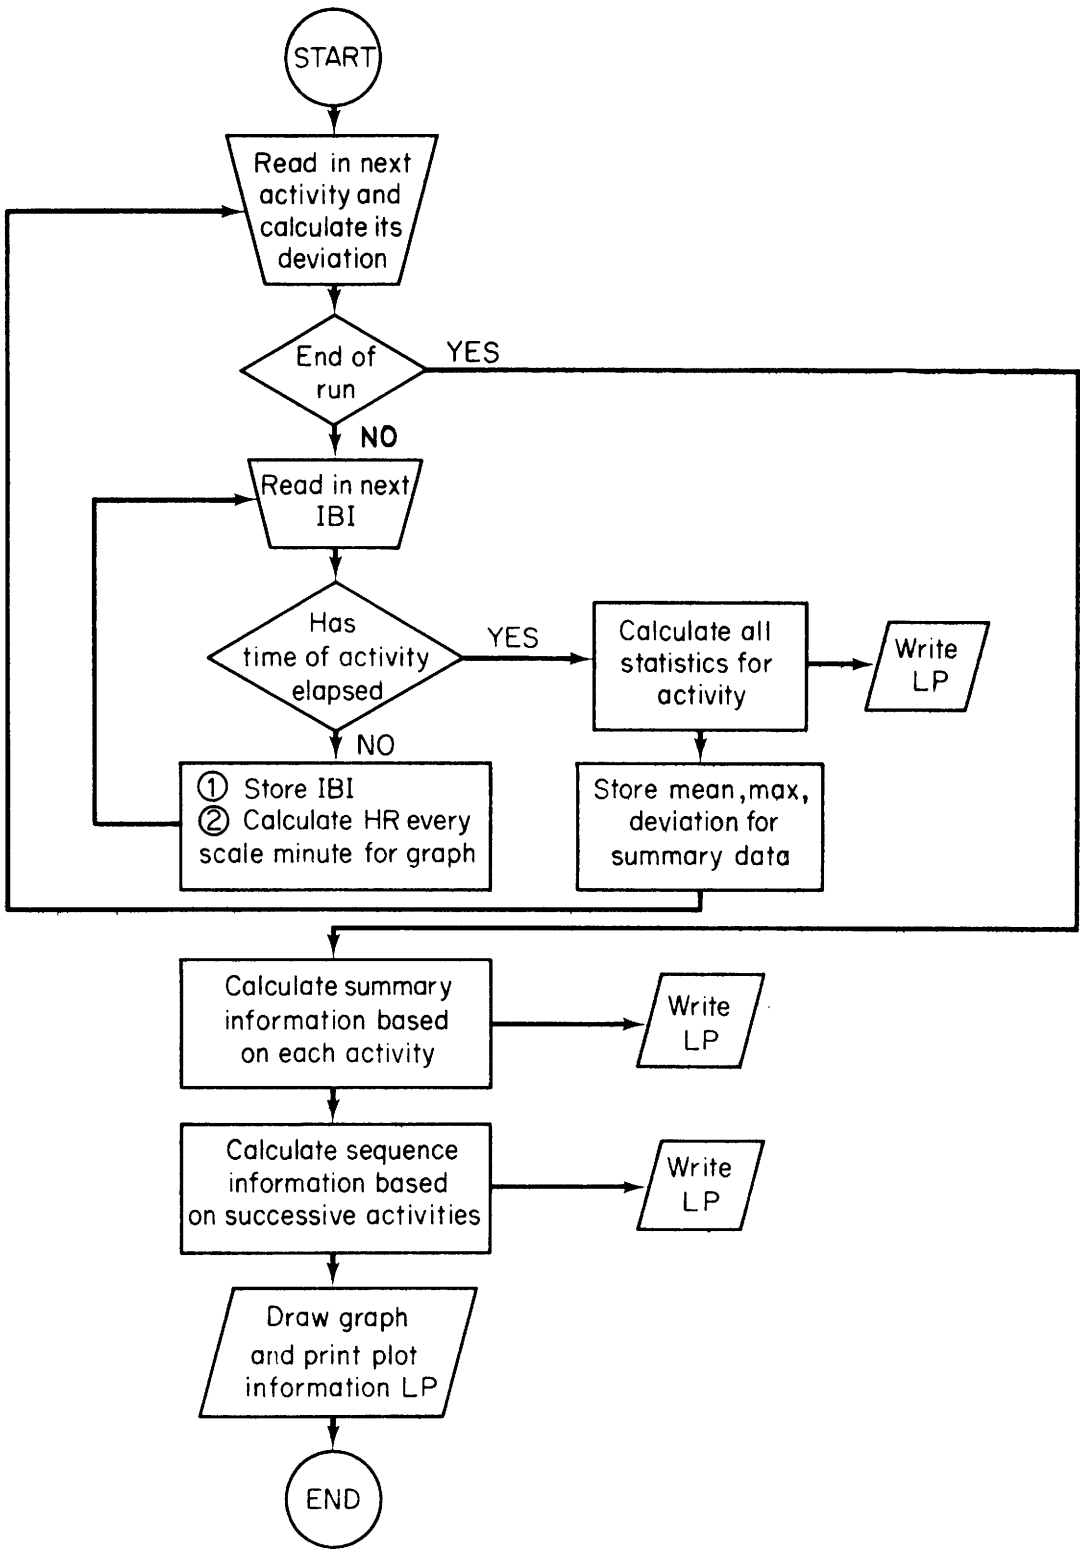 START
Read in next
activity and
calculate its
deviation
End of
run
YES
NO
Read in next
IBI
Has
time of activity
elapsed
YES
NO
Calculate all
statistics for
activity
Write
LP
① Store IBI
② Calculate HR every
scale minute for graph
Store mean, max,
deviation for
summary data
Calculate summary
information based
on each activity
Write
LP
Calculate sequence
information based
on successive activities
Write
LP
Draw graph
and print plot
information LP
END